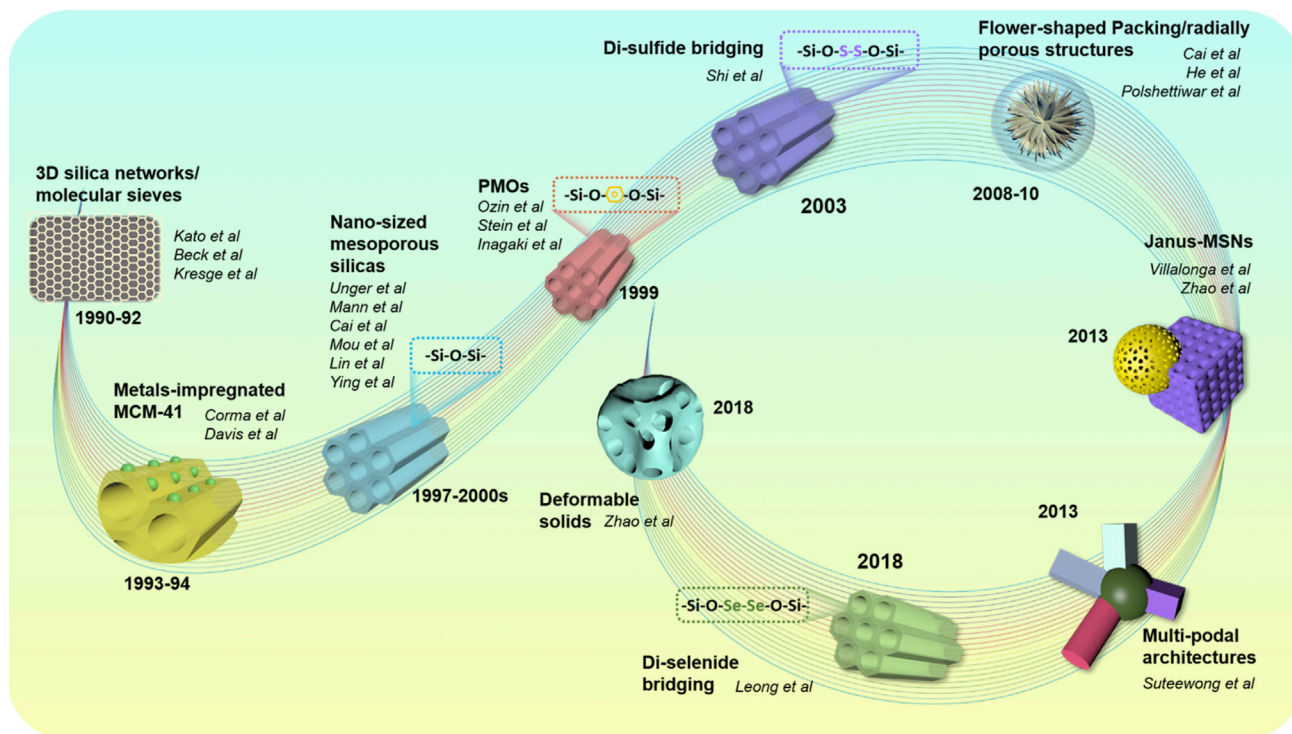 3D silica networks/
molecular sieves
Kato et al
Beck et al
Kresge et al
1990-92
Metals-impregnated
MCM-41
Corma et al
Davis et al
1993-94
Nano-sized
mesoporous
silicas
Unger et al
Mann et al
Cai et al
Mou et al
Lin et al
Ying et al
-Si-O-Si-
1997-2000s
PMOs
Ozin et al
Stein et al
Inagaki et al
-Si-O- -O-Si-
1999
Di-sulfide bridging
Shi et al
-Si-O-S-S-O-Si-
2003
Flower-shaped Packing/radially
porous structures
Cai et al
He et al
Polshettiwar et al
2008-10
Janus-MSNs
Villalonga et al
Zhao et al
2013
2013
Multi-podal
architectures
Suteewong et al
2018
-Si-O-Se-Se-O-Si-
Di-selenide
bridging
Leong et al
2018
Deformable
solids
Zhao et al